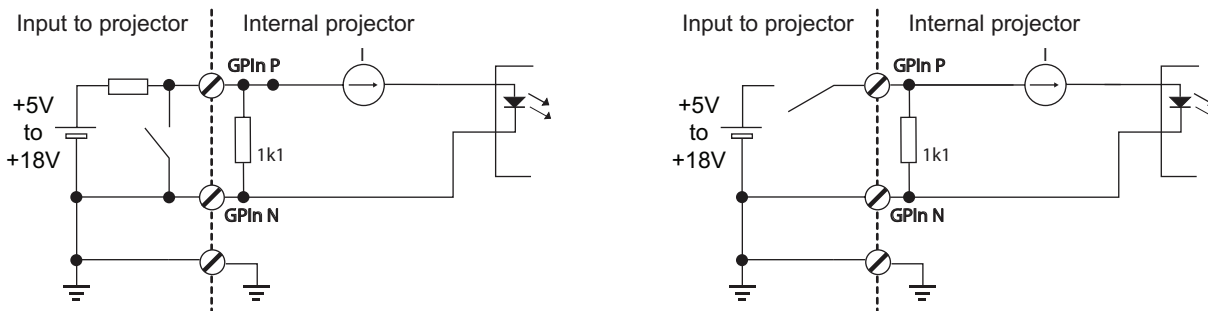 Input to projector
Internal projector
I
GPIn P
+5V
to
+18V
1k1
GPIn N
Input to projector
Internal projector
I
GPIn P
+5V
to
+18V
1k1
GPIn N